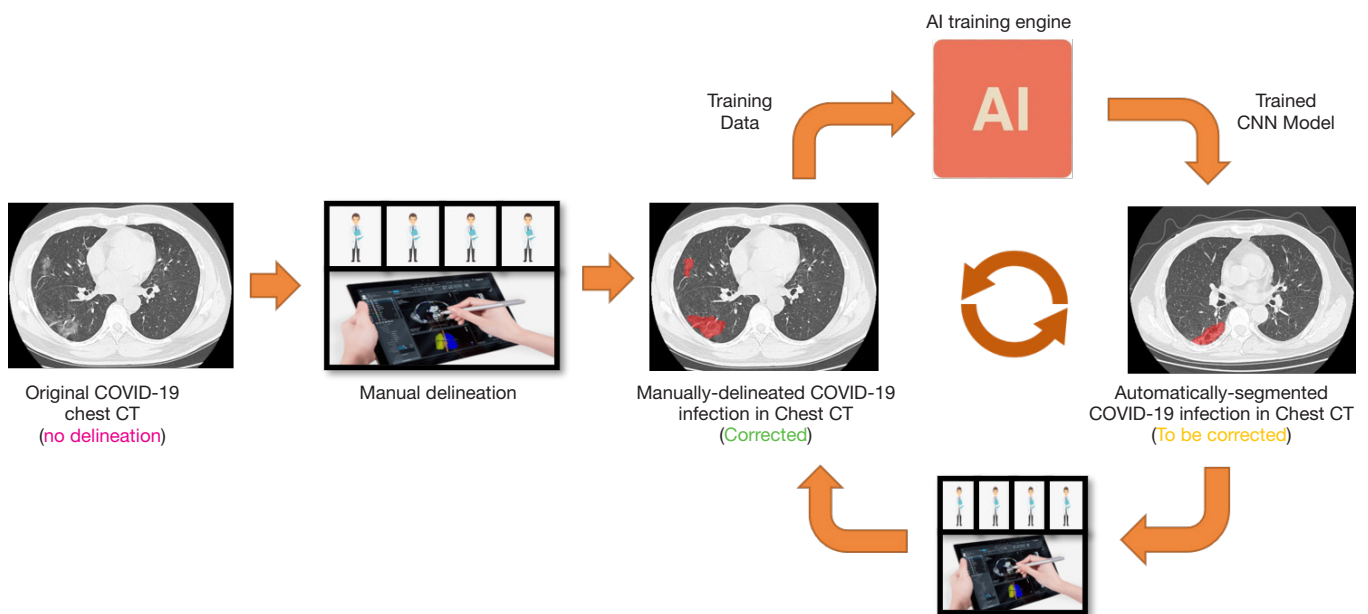 AI training engine
AI
Training
Data
Trained
CNN Model
Original COVID-19
chest CT
(no delineation)
Manual delineation
Manually-delineated COVID-19
infection in Chest CT
(Corrected)
Automatically-segmented
COVID-19 infection in Chest CT
(To be corrected)